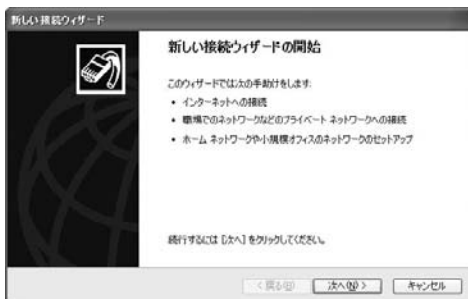 新しい接続ウィザード
新しい接続ウィザードの開始
このウィザードでは次の手助けをします:
• インターネットへの接続
• 職場でのネットワークなどのプライベート ネットワークへの接続
• ホーム ネットワークや小規模オフィスのネットワークのセットアップ
続行するには [次へ] をクリックしてください。
< 戻る(B) 次へ(N) > キャンセル